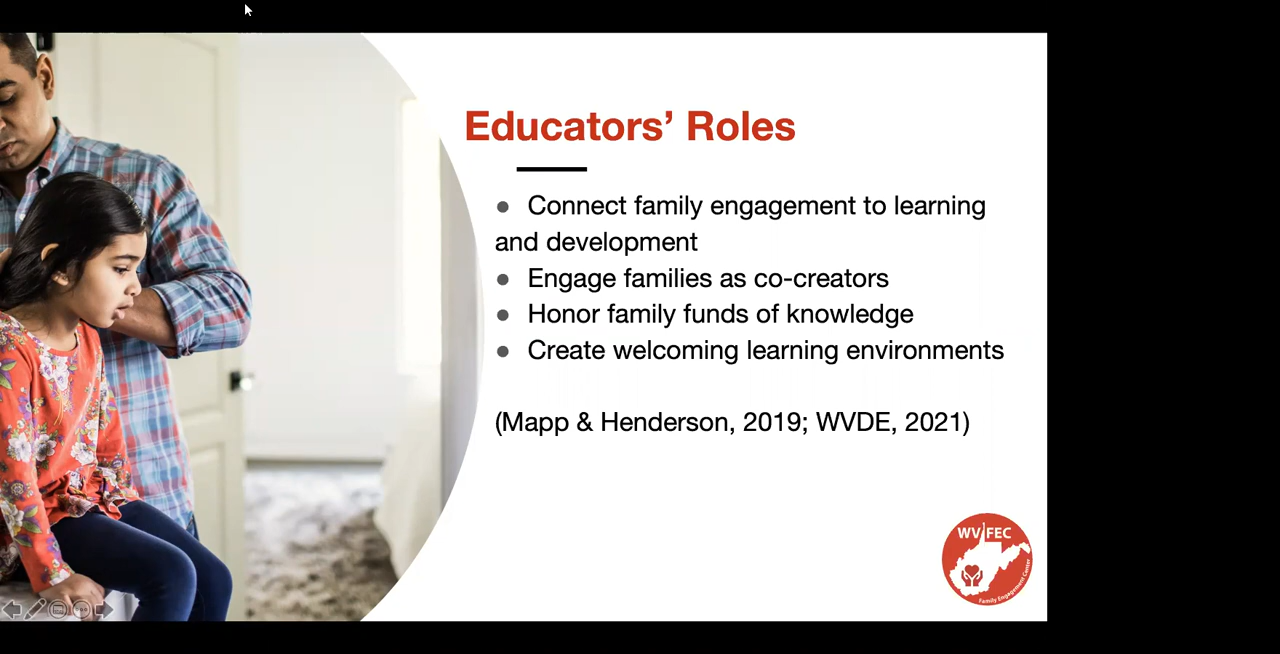 Educators’ Roles
● Connect family engagement to learning
and development
● Engage families as co-creators
● Honor family funds of knowledge
● Create welcoming learning environments
(Mapp & Henderson, 2019; WVDE, 2021)
WV FEC
Family Engagement Center